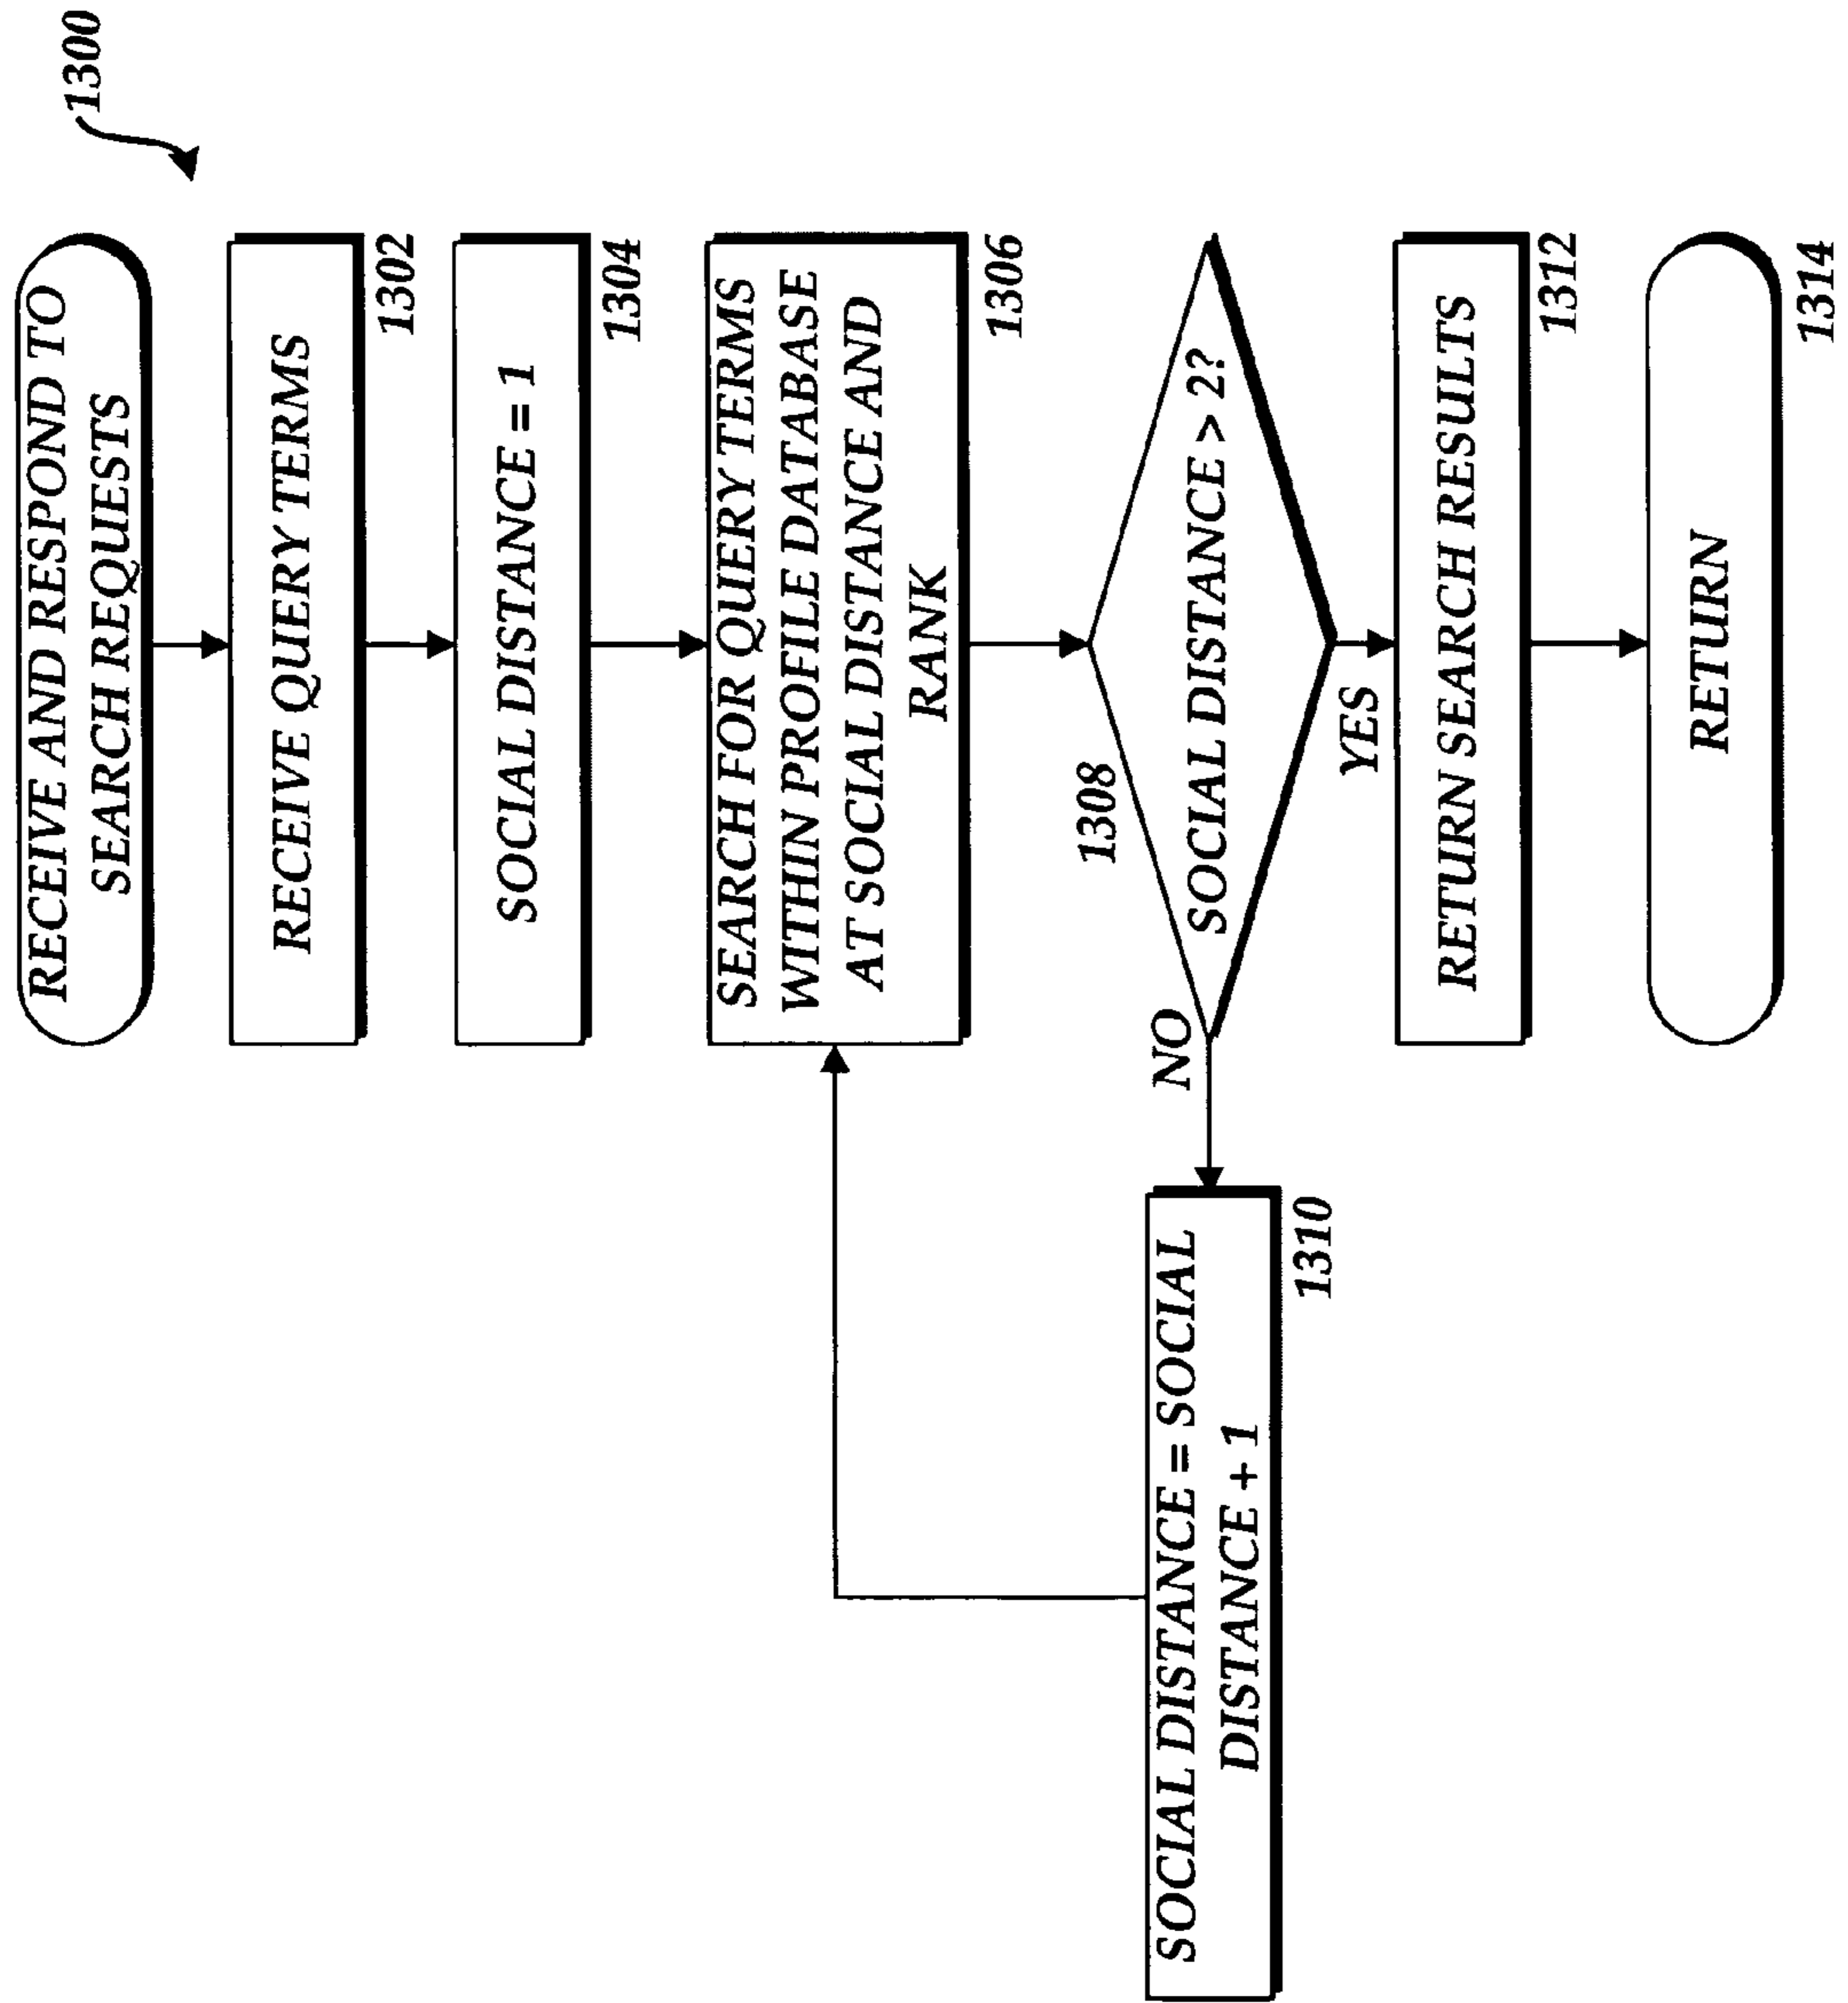 1300
RECEIVE AND RESPOND TO
SEARCH REQUESTS
RECEIVE QUERY TERMS
1302
SOCIAL DISTANCE = 1
1304
SEARCH FOR QUERY TERMS
WITHIN PROFILE DATABASE
AT SOCIAL DISTANCE AND
RANK
1306
1308
SOCIAL DISTANCE > 2?
NO
SOCIAL DISTANCE = SOCIAL
DISTANCE + 1
1310
YES
RETURN SEARCH RESULTS
1312
RETURN
1314